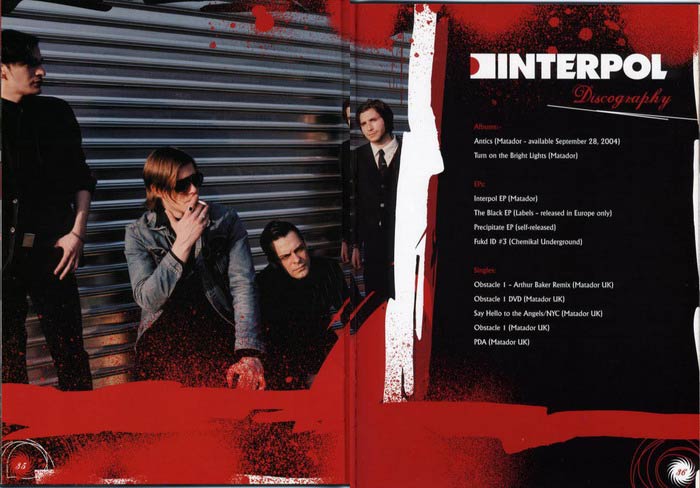 INTERPOL
Discography
Albums:-
Antics (Matador - available September 28, 2004)
Turn on the Bright Lights (Matador)
EPs:
Interpol EP (Matador)
The Black EP (Labels - released in Europe only)
Precipitate EP (self-released)
Fukd ID #3 (Chemikal Underground)
Singles:
Obstacle 1 - Arthur Baker Remix (Matador UK)
Obstacle 1 DVD (Matador UK)
Say Hello to the Angels/NYC (Matador UK)
Obstacle 1 (Matador UK)
PDA (Matador UK)
35
36